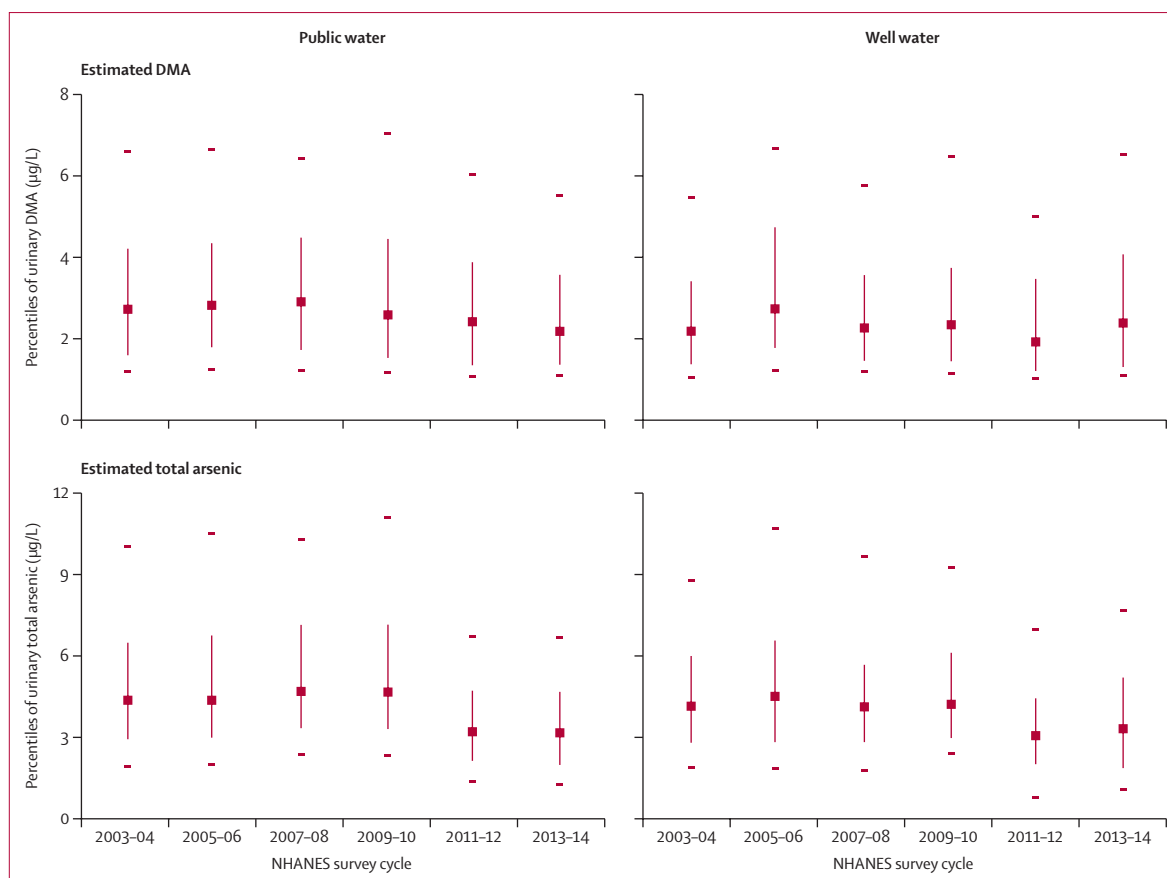 Public water
Well water
Estimated DMA
Percentiles of urinary DMA (µg/L)
8
6
4
2
0
Estimated total arsenic
Percentiles of urinary total arsenic (µg/L)
12
9
6
3
0
2003–04 2005–06 2007–08 2009–10 2011–12 2013–14
NHANES survey cycle
2003–04 2005–06 2007–08 2009–10 2011–12 2013–14
NHANES survey cycle